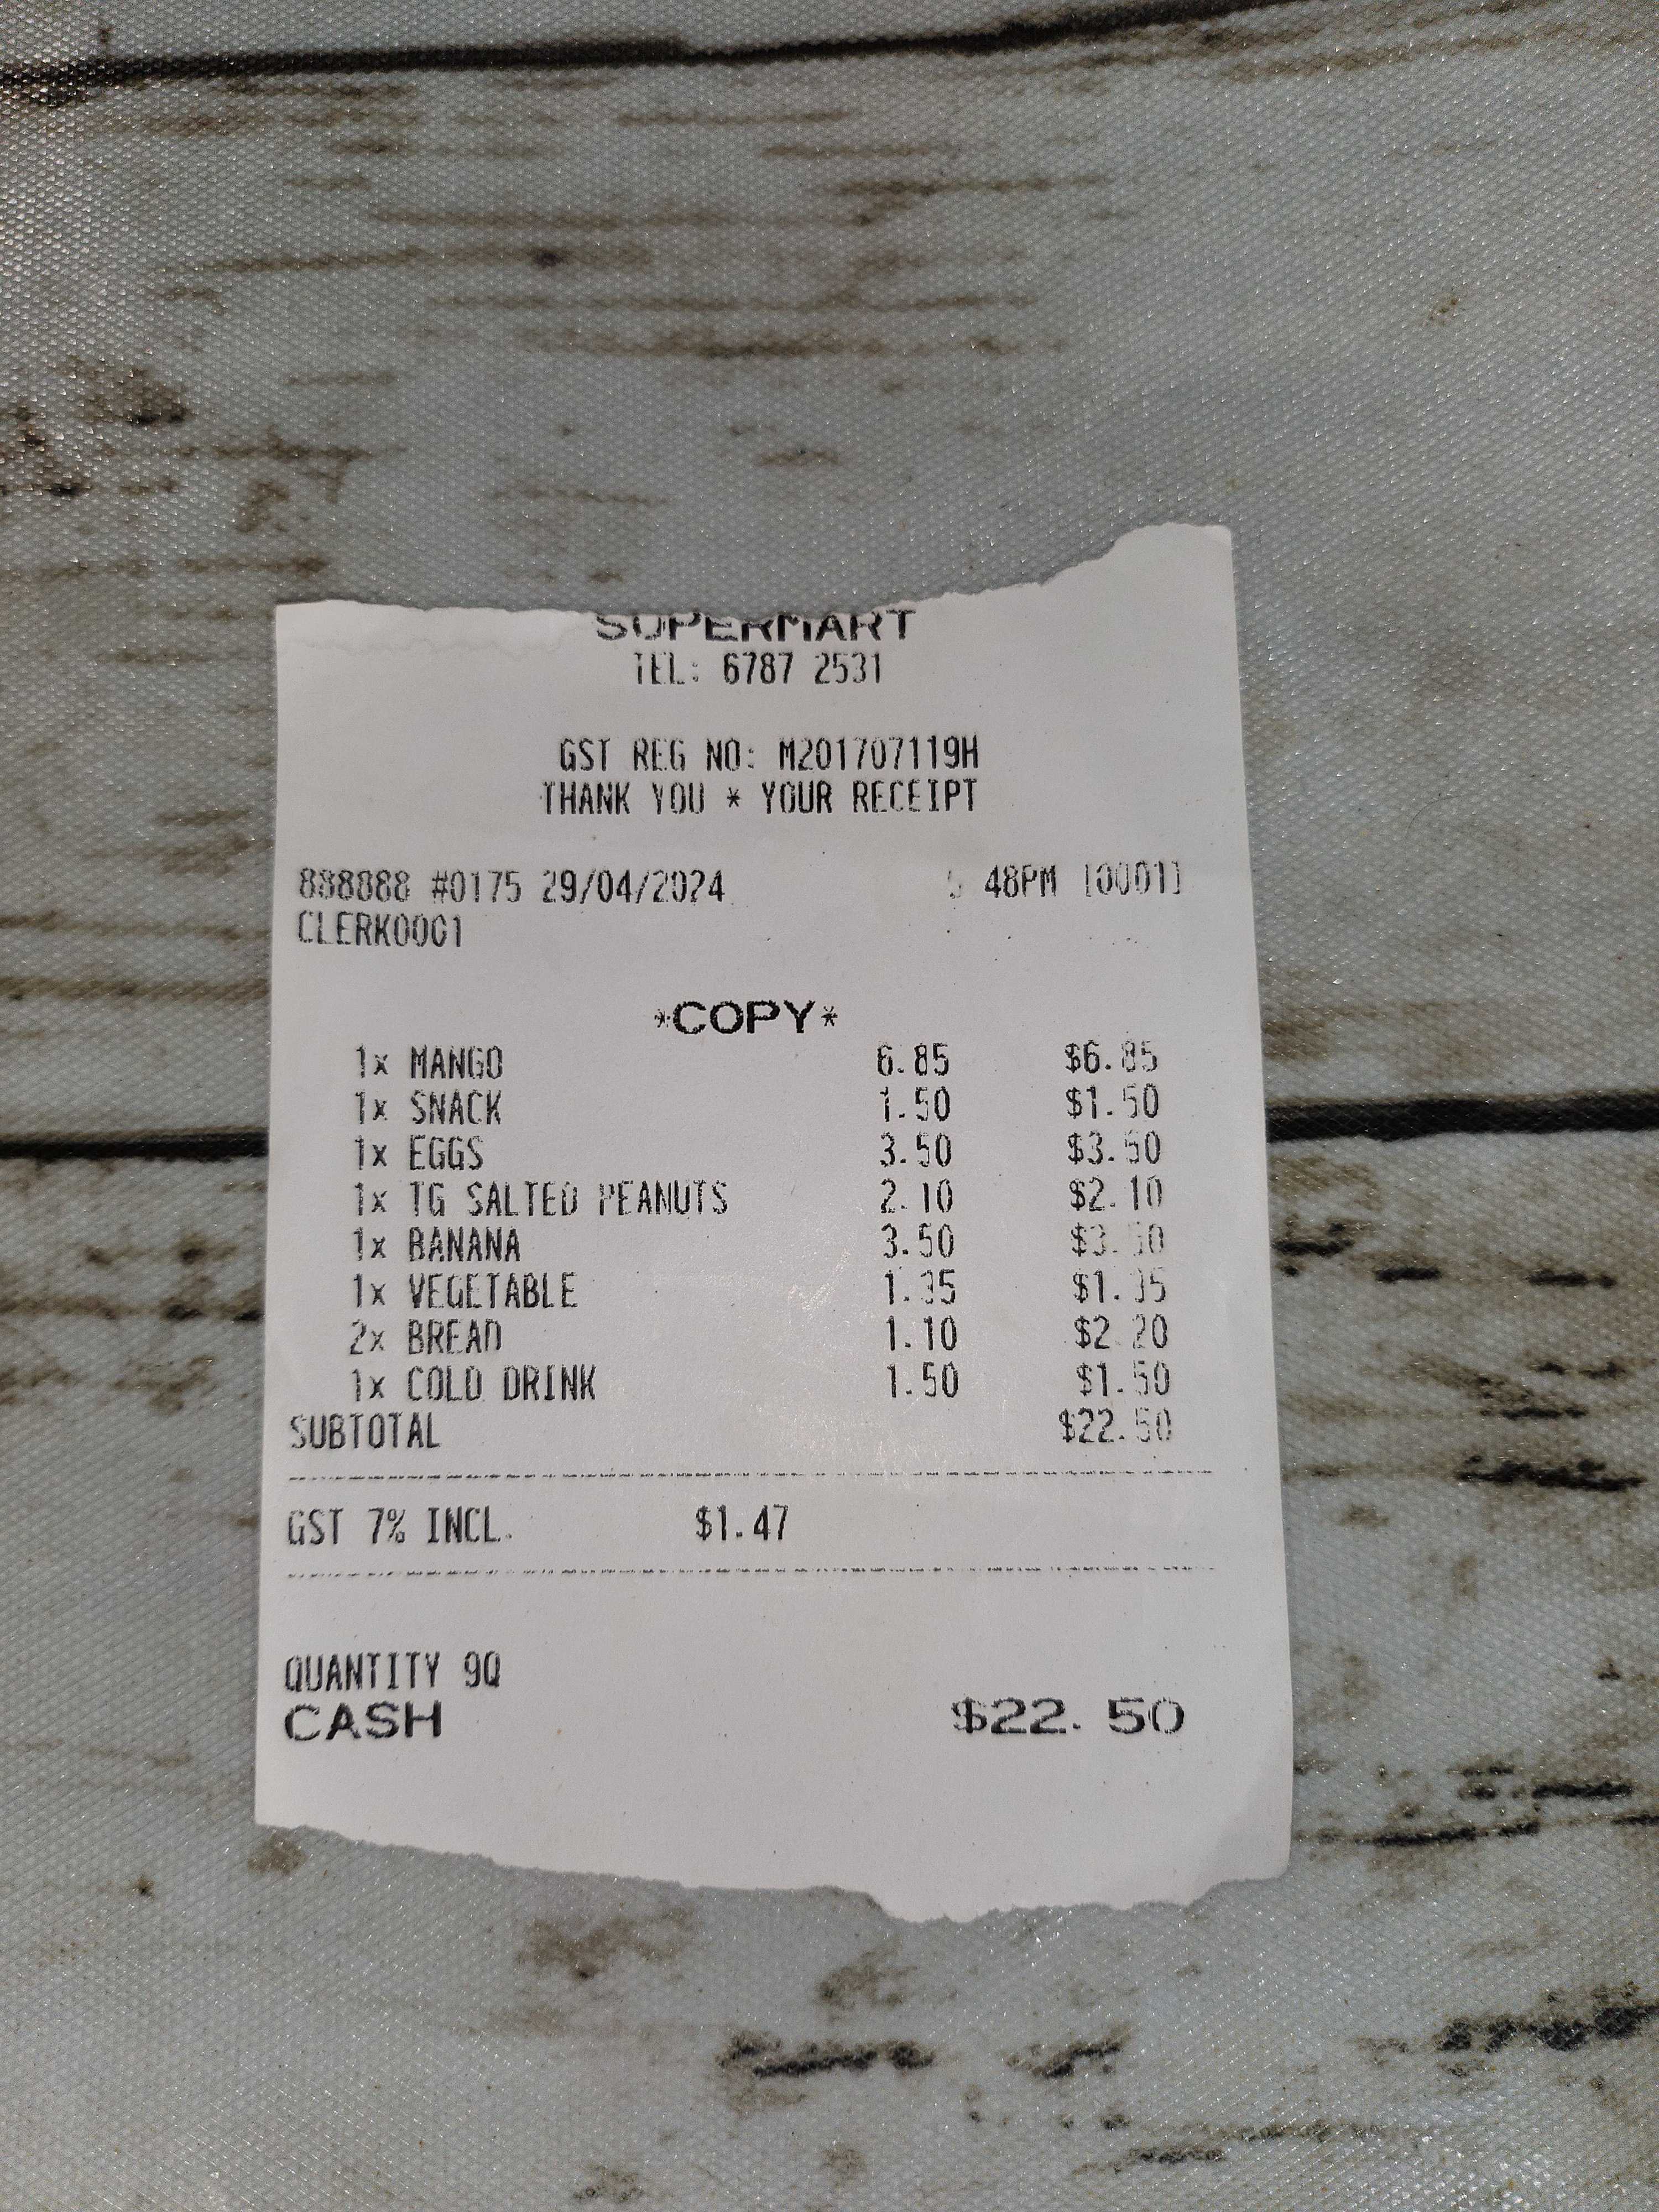 SUPERMART
TEL: 6787 2531
GST REG NO: M201707119H
THANK YOU * YOUR RECEIPT
888888 #0175 29/04/2024 5 48PM [0001]
CLERK0001
*COPY*
1x MANGO 6.85 $6.85
1x SNACK 1.50 $1.50
1x EGGS 3.50 $3.50
1x TG SALTED PEANUTS 2.10 $2.10
1x BANANA 3.50 $3.50
1x VEGETABLE 1.35 $1.35
2x BREAD 1.10 $2.20
1x COLD DRINK 1.50 $1.50
SUBTOTAL $22.50
GST 7% INCL. $1.47
QUANTITY 9Q
CASH $22.50